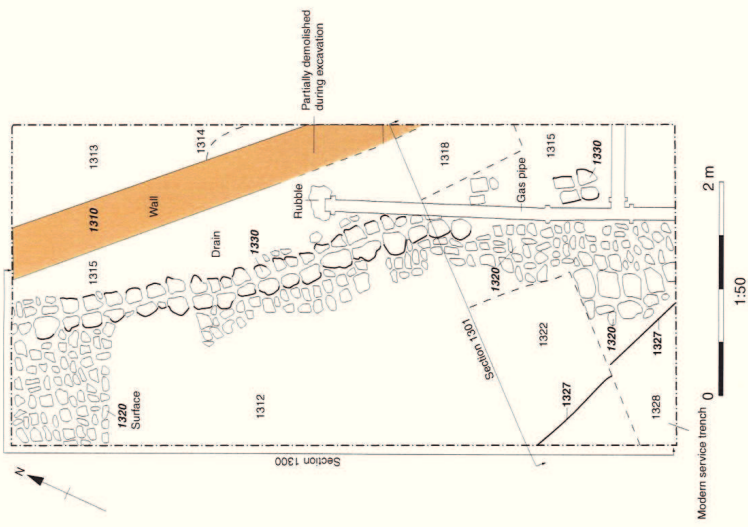 N
Partially demolished
during excavation
1313
1314
1310
Wall
1315
Drain
1330
Rubble
1318
1315
1330
Gas pipe
1320
Surface
1312
Section 1301
1320
1322
1320
1327
1327
1328
Section 1300
Modern service trench
0
2 m
1:50